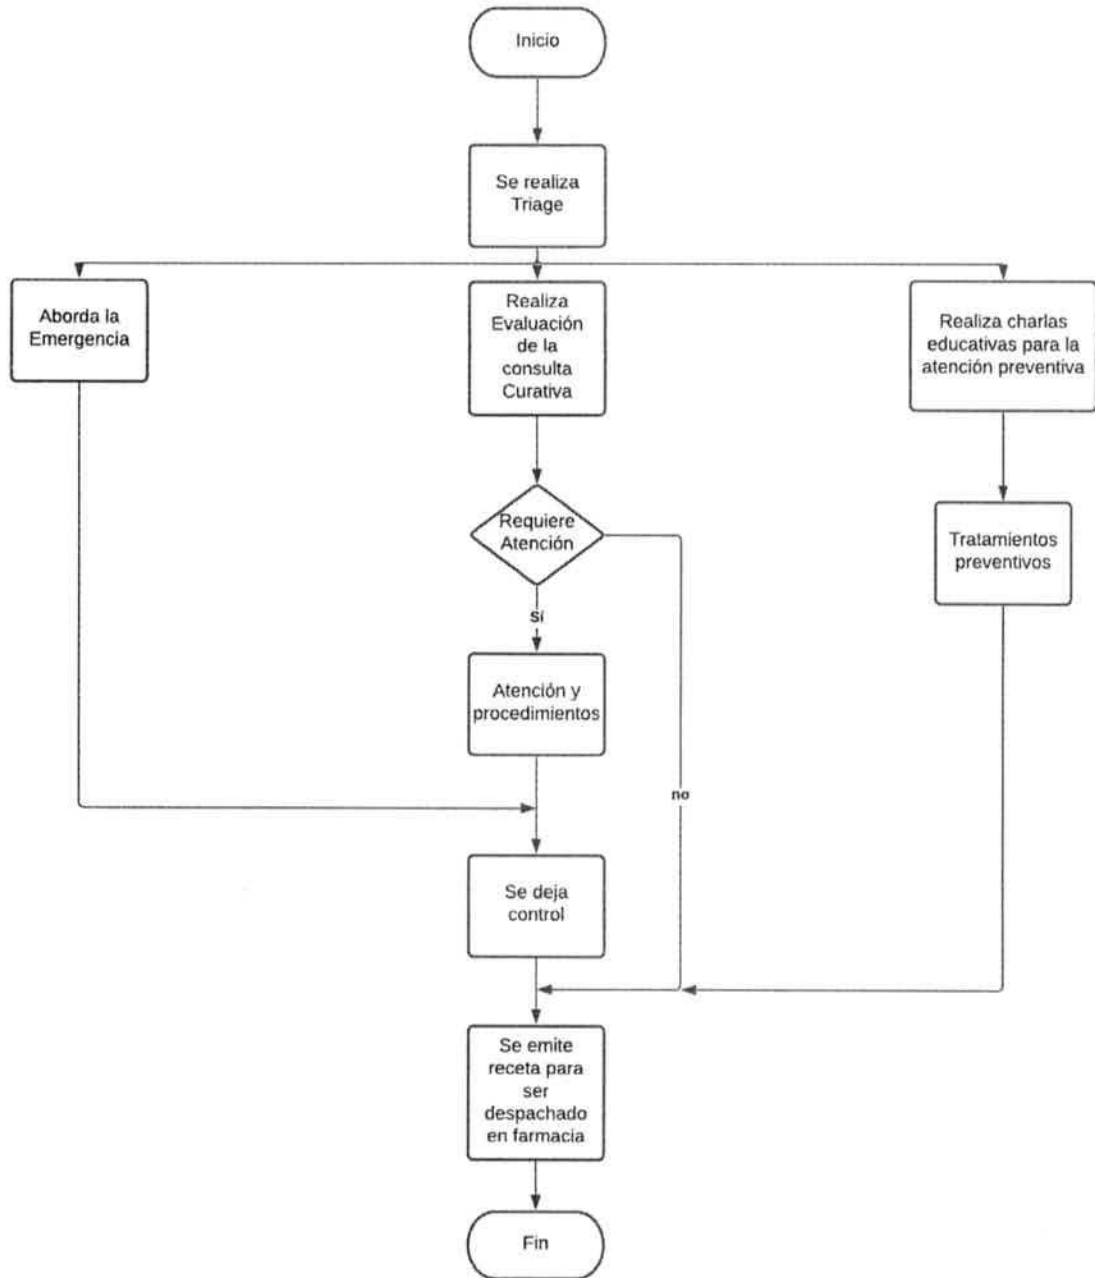 Inicio
Se realiza
Triage
Aborda la
Emergencia
Realiza
Evaluación
de la
consulta
Curativa
Realiza charlas
educativas para la
atención preventiva
Requiere
Atención
Tratamientos
preventivos
Sí
Atención y
procedimientos
no
Se deja
control
Se emite
receta para
ser
despachado
en farmacia
Fin